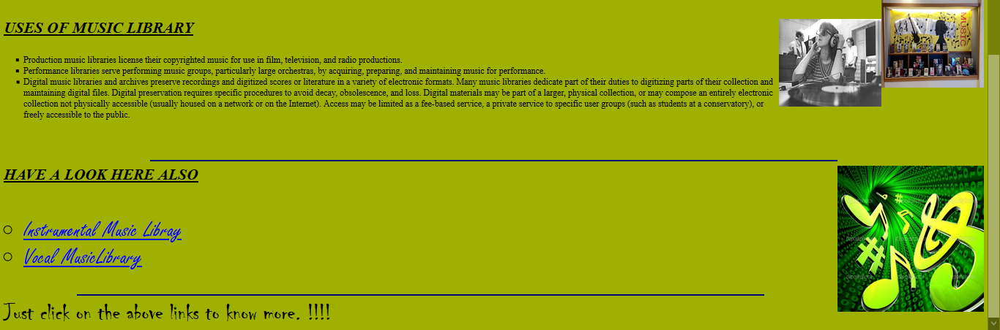 USES OF MUSIC LIBRARY
MUSIC
Production music libraries license their copyrighted music for use in film, television, and radio productions.
Performance libraries serve performing music groups, particularly large orchestras, by acquiring, preparing, and maintaining music for performance.
Digital music libraries and archives preserve recordings and digitized scores or literature in a variety of electronic formats. Many music libraries dedicate part of their duties to digitizing parts of their collection and
maintaining digital files. Digital preservation requires specific procedures to avoid decay, obsolescence, and loss. Digital materials may be part of a larger, physical collection, or may compose an entirely electronic
collection not physically accessible (usually housed on a network or on the Internet). Access may be limited as a fee-based service, a private service to specific user groups (such as students at a conservatory), or
freely accessible to the public.
HAVE A LOOK HERE ALSO
Instrumental Music Libray
Vocal MusicLibrary
Just click on the above links to know more. !!!!